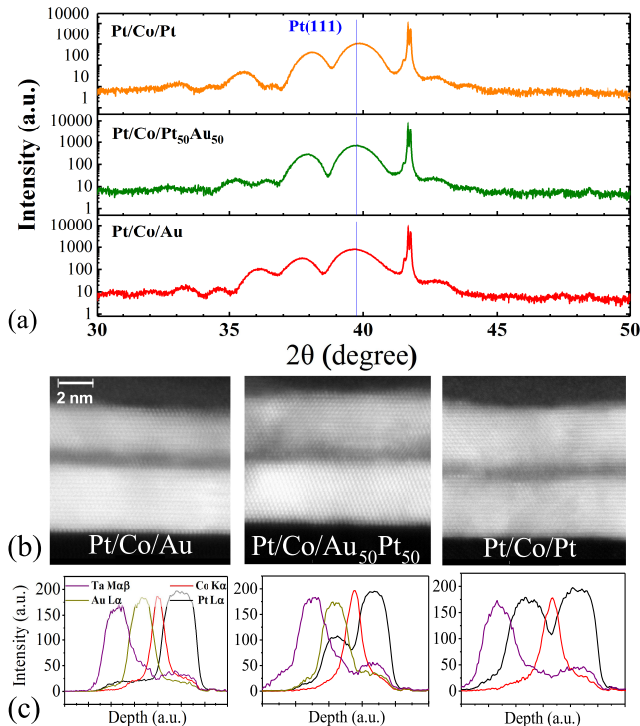 10000
1000
100
10
1
Pt/Co/Pt
Pt(111)
10000
1000
100
10
1
Pt/Co/Pt50Au50
10000
1000
100
10
1
Pt/Co/Au
Intensity (a.u.)
30 35 40 45 50
2θ (degree)
(a)
2 nm
Pt/Co/Au
Pt/Co/Au50Pt50
Pt/Co/Pt
(b)
Intensity (a.u.)
200
150
100
50
0
Ta Mαβ Co Kα
Au Lα Pt Lα
Depth (a.u.)
200
150
100
50
0
Depth (a.u.)
200
150
100
50
0
Depth (a.u.)
(c)